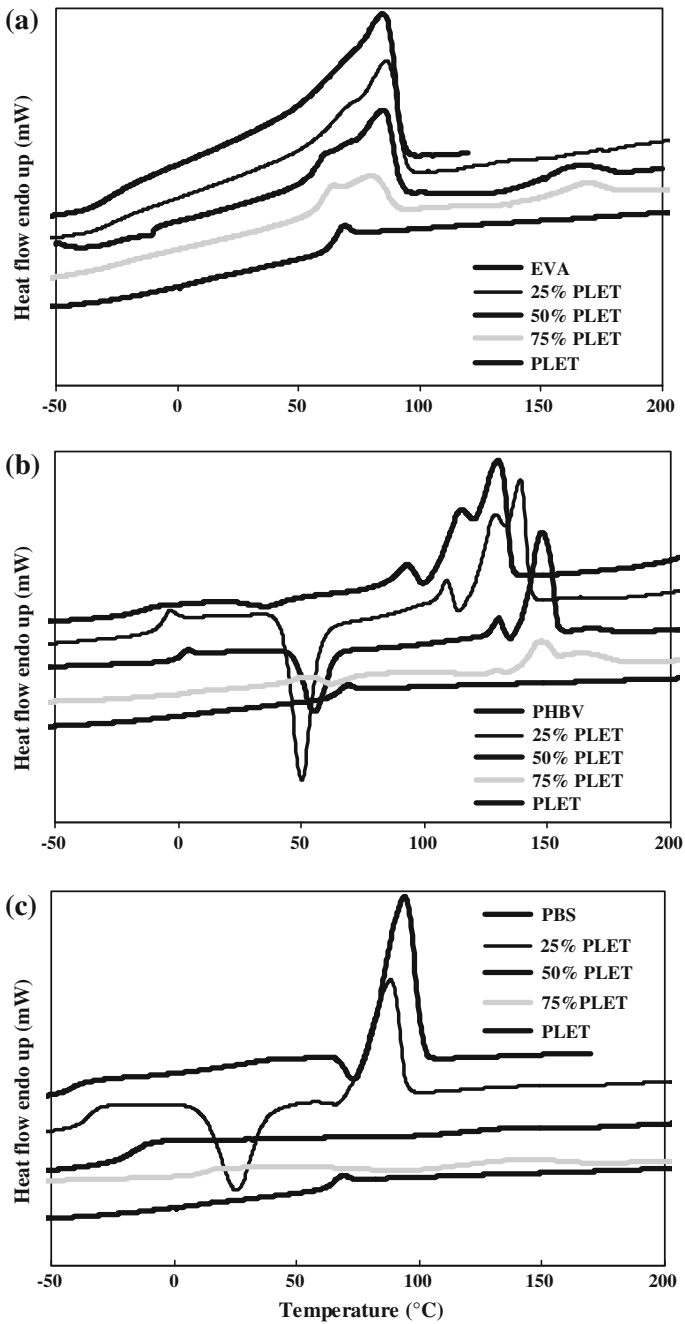 (a)
Heat flow endo up (mW)
EVA
25% PLET
50% PLET
75% PLET
PLET
-50 0 50 100 150 200
(b)
Heat flow endo up (mW)
PHBV
25% PLET
50% PLET
75% PLET
PLET
-50 0 50 100 150 200
(c)
Heat flow endo up (mW)
PBS
25% PLET
50% PLET
75%PLET
PLET
-50 0 50 100 150 200
Temperature (°C)